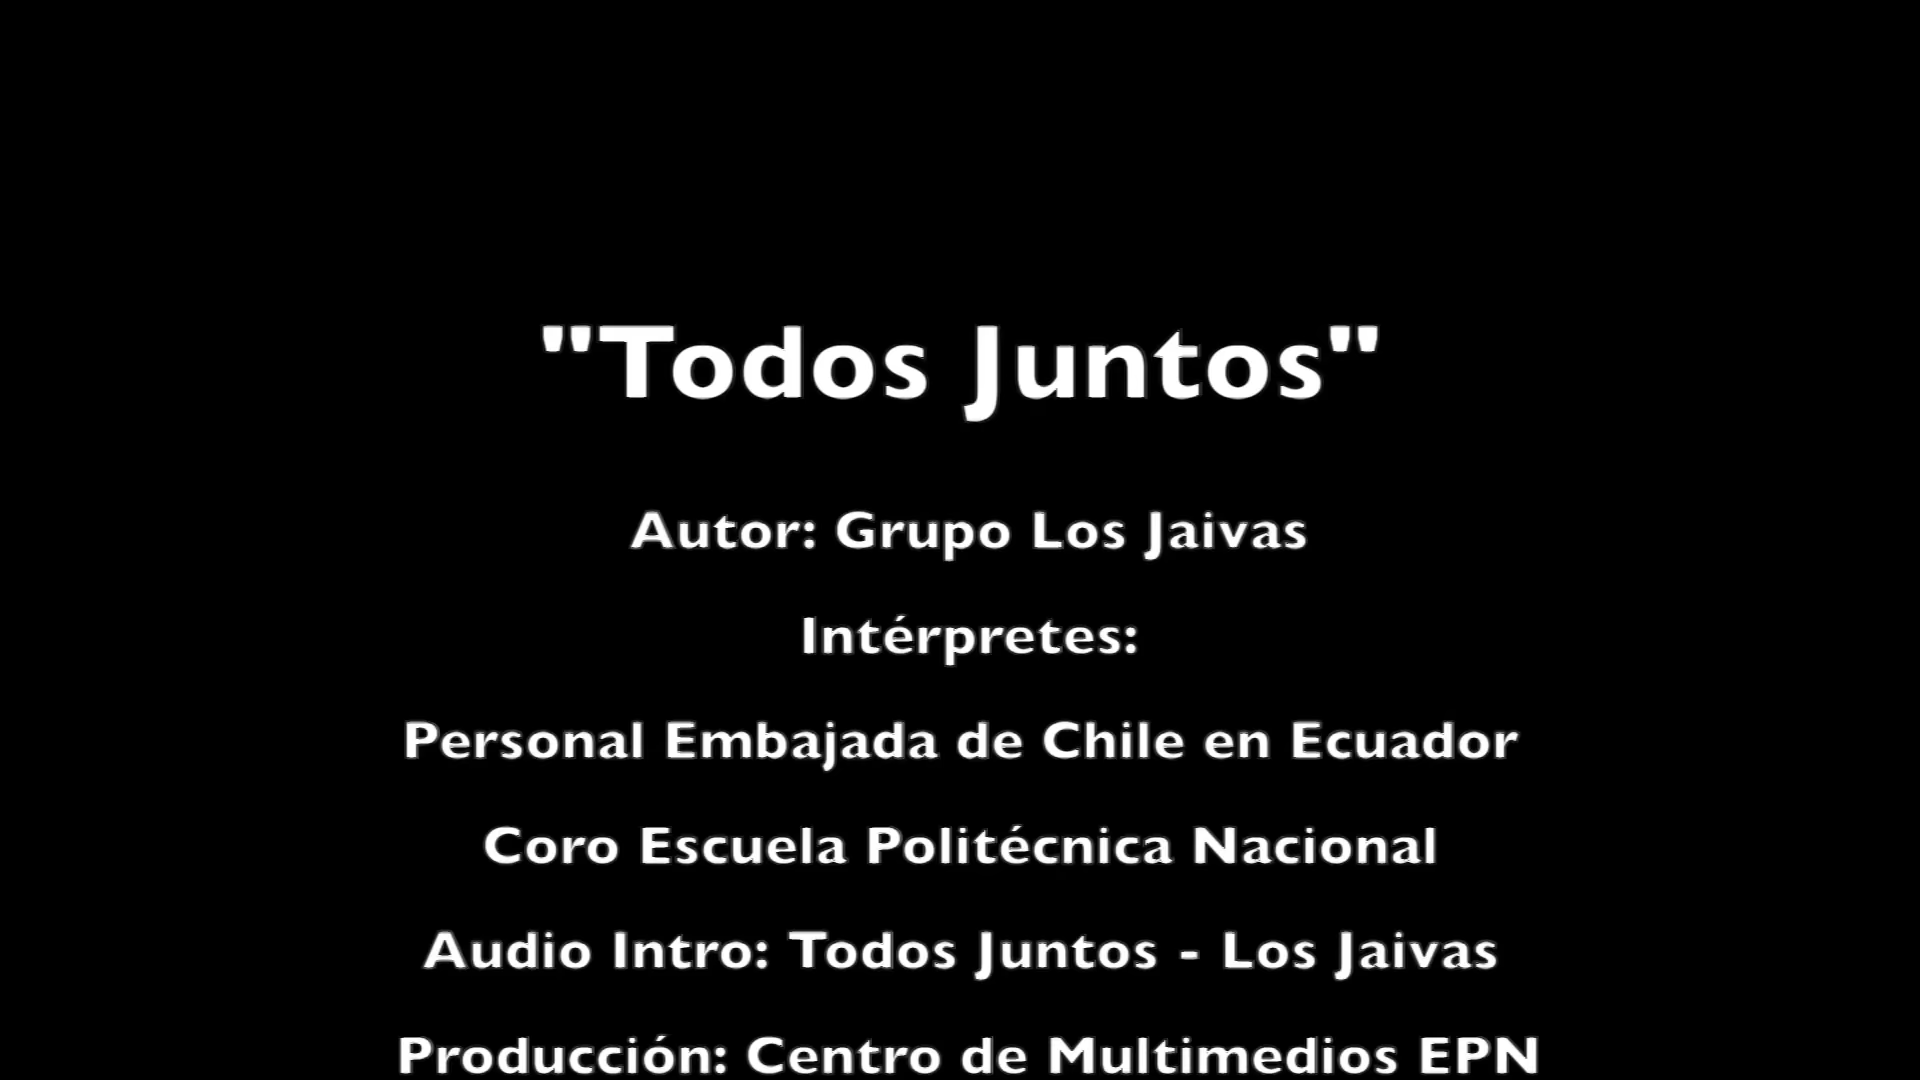 "Todos Juntos"
Autor: Grupo Los Jaivas
Intérpretes:
Personal Embajada de Chile en Ecuador
Coro Escuela Politécnica Nacional
Audio Intro: Todos Juntos - Los Jaivas
Producción: Centro de Multimedios EPN